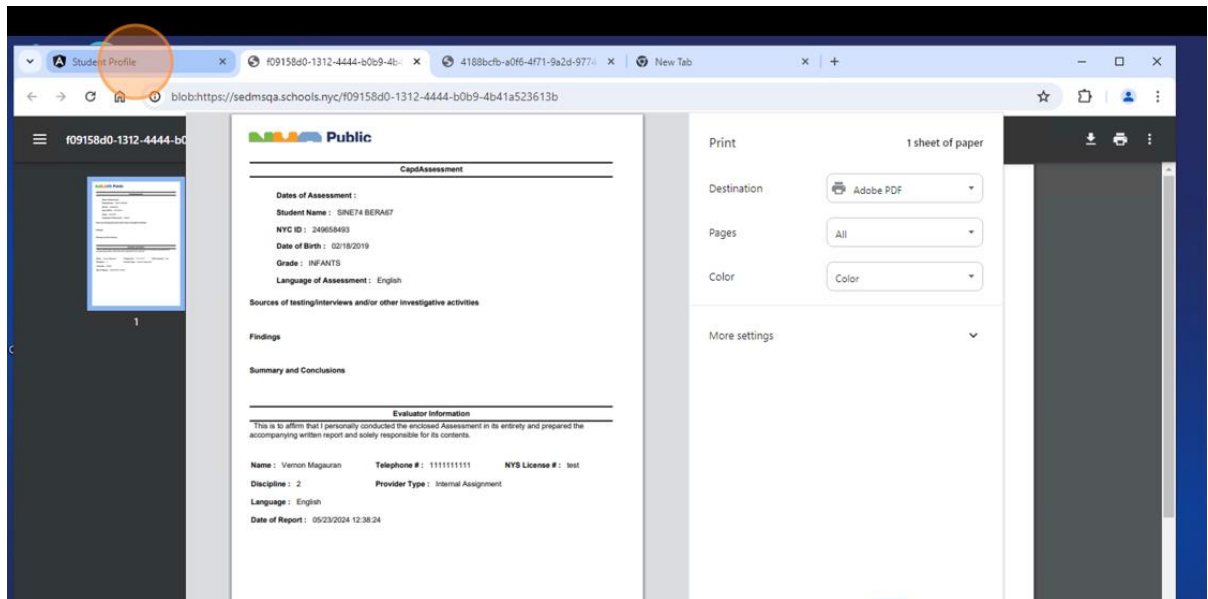 Student Profile
f09158d0-1312-4444-b0b9-4b4
4188bcfb-a0f6-4f71-9a2d-9774
New Tab
blob:https://sedmsqa.schools.nyc/f09158d0-1312-4444-b0b9-4b41a523613b
f09158d0-1312-4444-b0
1
Public
CapdAssessment
Dates of Assessment :
Student Name : SINE74 BERA67
NYC ID : 249658493
Date of Birth : 02/18/2019
Grade : INFANTS
Language of Assessment : English
Sources of testing/interviews and/or other investigative activities
Findings
Summary and Conclusions
Evaluator Information
This is to affirm that I personally conducted the enclosed Assessment in its entirety and prepared the
accompanying written report and solely responsible for its contents.
Name : Vernon Magauran Telephone # : 1111111111 NYS License # : test
Discipline : 2 Provider Type : Internal Assignment
Language : English
Date of Report : 05/23/2024 12:38:24
Print 1 sheet of paper
Destination Adobe PDF
Pages All
Color Color
More settings